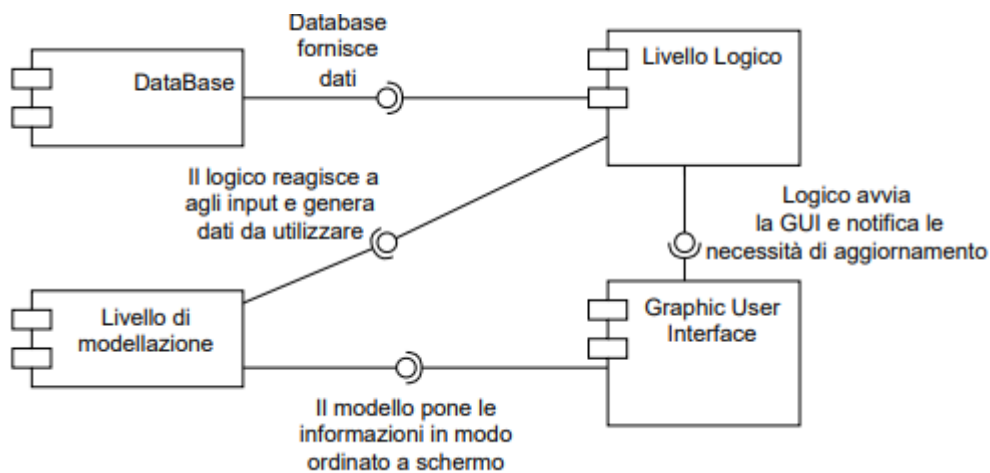 Database
fornisce
dati
DataBase
Livello Logico
Il logico reagisce a
agli input e genera
dati da utilizzare
Logico avvia
la GUI e notifica le
necessità di aggiornamento
Livello di
modellazione
Graphic User
Interface
Il modello pone le
informazioni in modo
ordinato a schermo